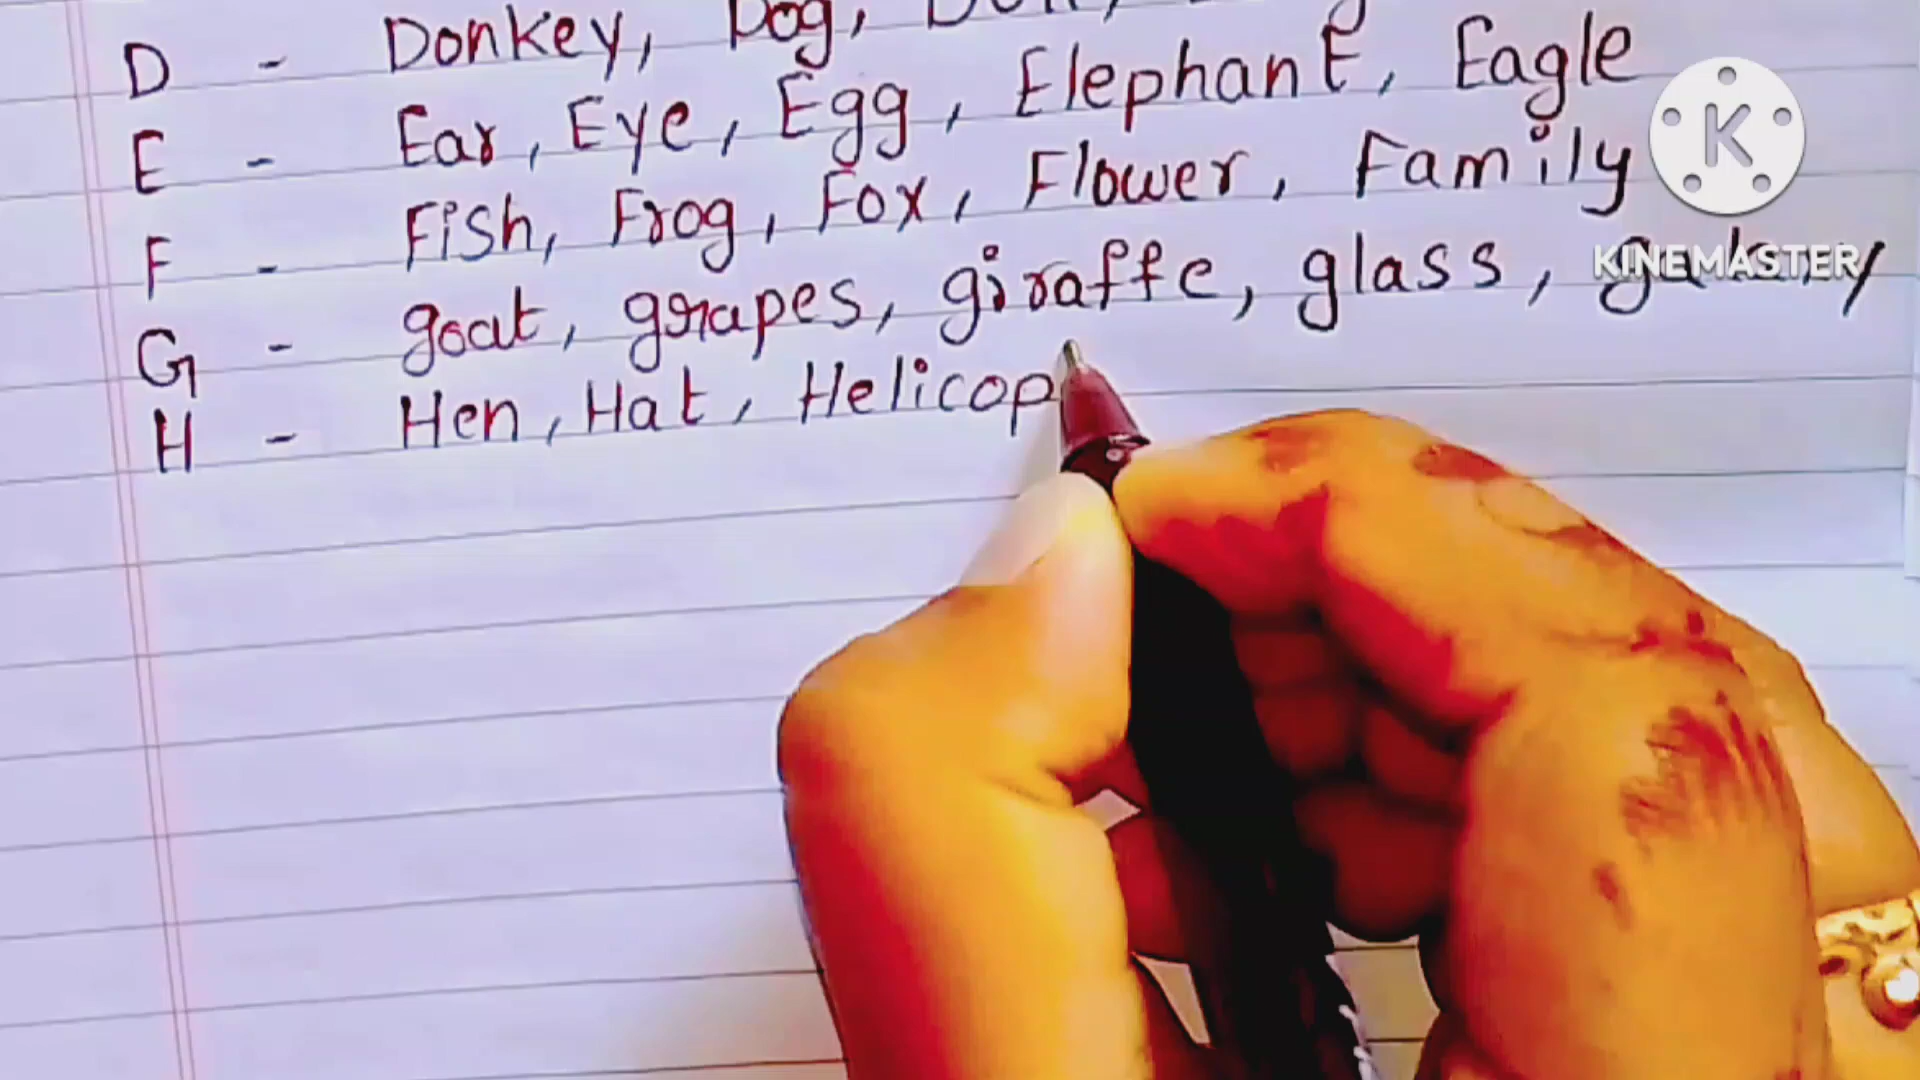 D - Donkey, Dog,
E - Ear, Eye, Egg, Elephant, Eagle
F - Fish, Frog, Fox, Flower, Family
G - goat, grapes, giraffe, glass,
H - Hen, Hat, Helicop
K
KINEMASTER